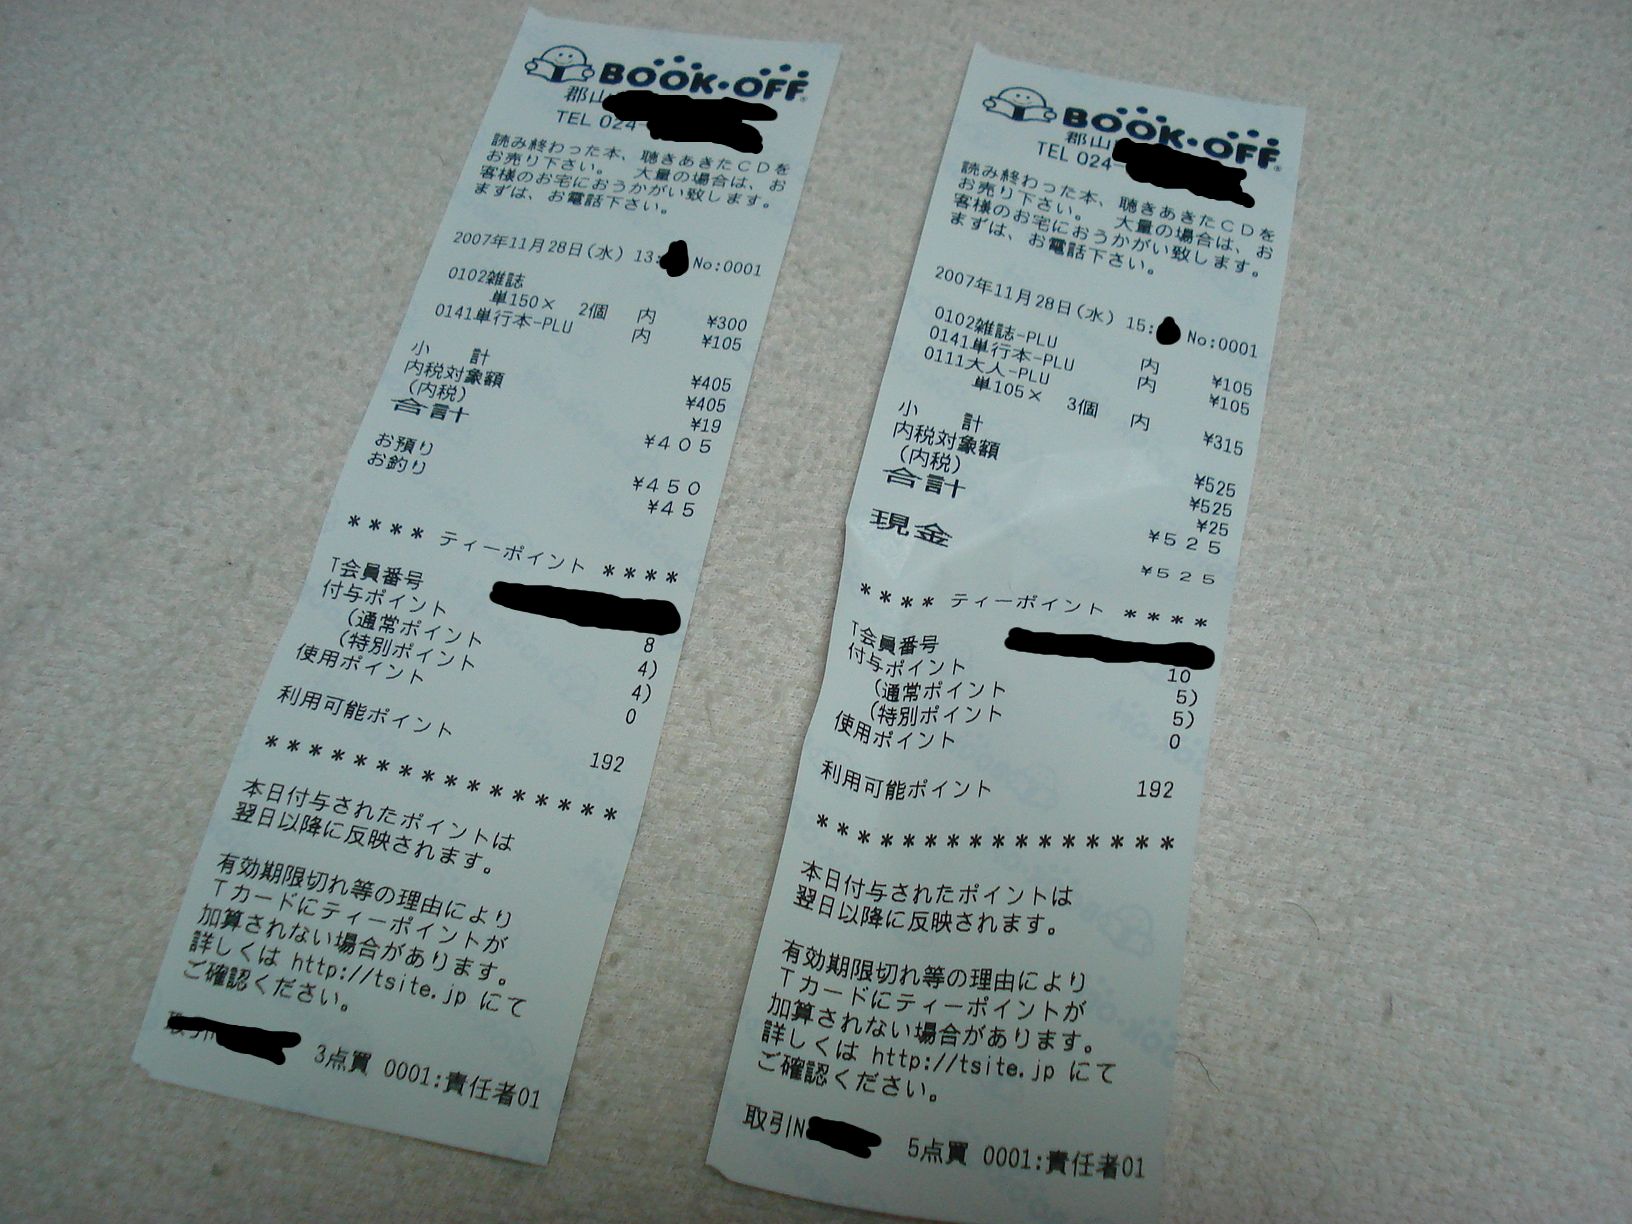 BOOK・OFF
郡山
TEL 024-
読み終わった本、聴きあきたCDを
お売り下さい。 大量の場合は、お
客様のお宅におうかがい致します。
まずは、お電話下さい。
2007年11月28日(水) 13: No:0001
0102雑誌
単150× 2個 内 ¥300
0141単行本-PLU 内 ¥105
小 計 ¥405
内税対象額 ¥405
(内税) ¥19
合計 ¥405
お預り ¥450
お釣り ¥45
**** ティーポイント ****
T会員番号
付与ポイント 8
(通常ポイント 4)
(特別ポイント 4)
使用ポイント 0
利用可能ポイント 192
****************
本日付与されたポイントは
翌日以降に反映されます。
有効期限切れ等の理由により
Tカードにティーポイントが
加算されない場合があります。
詳しくは http://tsite.jp にて
ご確認ください。
取引N 3点買 0001:責任者01
BOOK・OFF
郡山
TEL 024-
読み終わった本、聴きあきたCDを
お売り下さい。 大量の場合は、お
客様のお宅におうかがい致します。
まずは、お電話下さい。
2007年11月28日(水) 15: No:0001
0102雑誌-PLU 内 ¥105
0141単行本-PLU 内 ¥105
0111大人-PLU
単105× 3個 内 ¥315
小 計 ¥525
内税対象額 ¥525
(内税) ¥25
合計 ¥525
現金 ¥525
**** ティーポイント ****
T会員番号
付与ポイント 10
(通常ポイント 5)
(特別ポイント 5)
使用ポイント 0
利用可能ポイント 192
****************
本日付与されたポイントは
翌日以降に反映されます。
有効期限切れ等の理由により
Tカードにティーポイントが
加算されない場合があります。
詳しくは http://tsite.jp にて
ご確認ください。
取引N 5点買 0001:責任者01